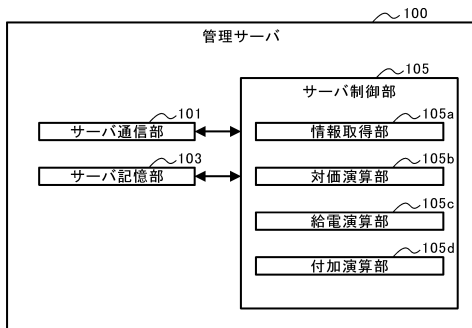 100
管理サーバ
105
サーバ制御部
101
サーバ通信部
105a
情報取得部
103
サーバ記憶部
105b
対価演算部
105c
給電演算部
105d
付加演算部